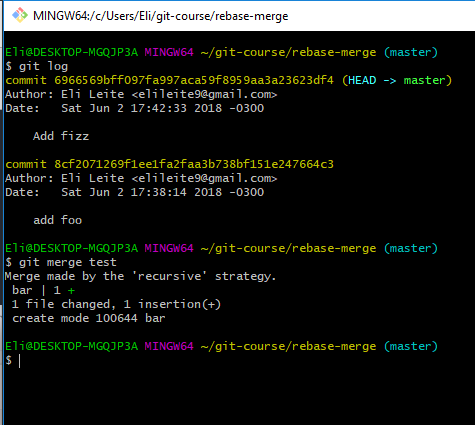 MINGW64:/c/Users/Eli/git-course/rebase-merge
Eli@DESKTOP-MGQJP3A MINGW64 ~/git-course/rebase-merge (master)
$ git log
commit 6966569bff097fa997aca59f8959aa3a23623df4 (HEAD -> master)
Author: Eli Leite <elileite9@gmail.com>
Date:   Sat Jun 2 17:42:33 2018 -0300
    Add fizz
commit 8cf2071269f1ee1fa2faa3b738bf151e247664c3
Author: Eli Leite <elileite9@gmail.com>
Date:   Sat Jun 2 17:38:14 2018 -0300
    add foo
Eli@DESKTOP-MGQJP3A MINGW64 ~/git-course/rebase-merge (master)
$ git merge test
Merge made by the 'recursive' strategy.
 bar | 1 +
 1 file changed, 1 insertion(+)
 create mode 100644 bar
Eli@DESKTOP-MGQJP3A MINGW64 ~/git-course/rebase-merge (master)
$